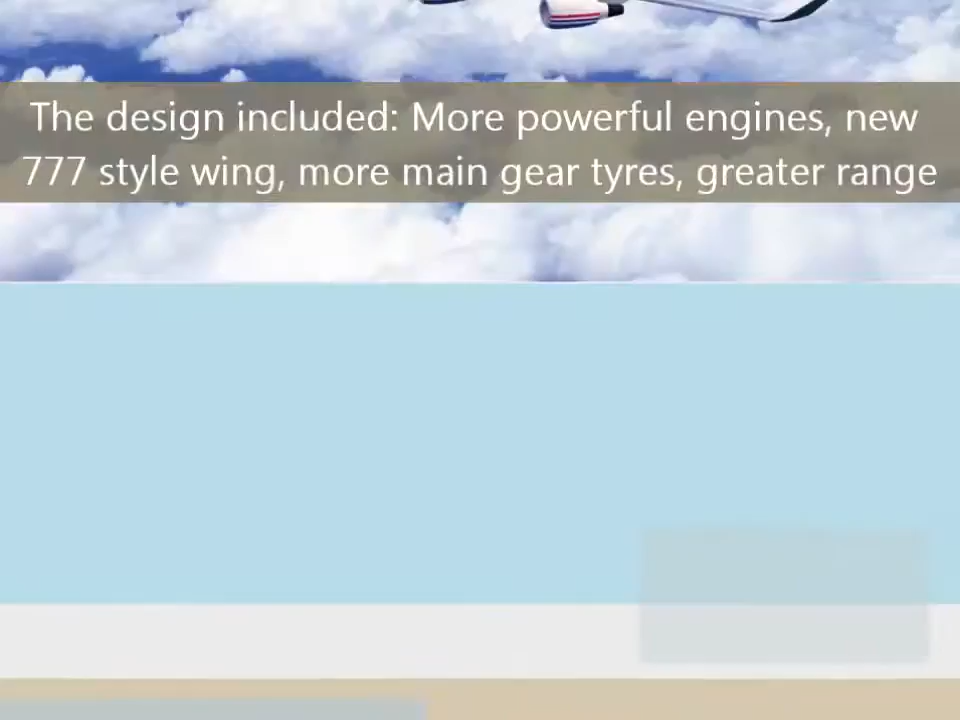 The design included: More powerful engines, new
777 style wing, more main gear tyres, greater range